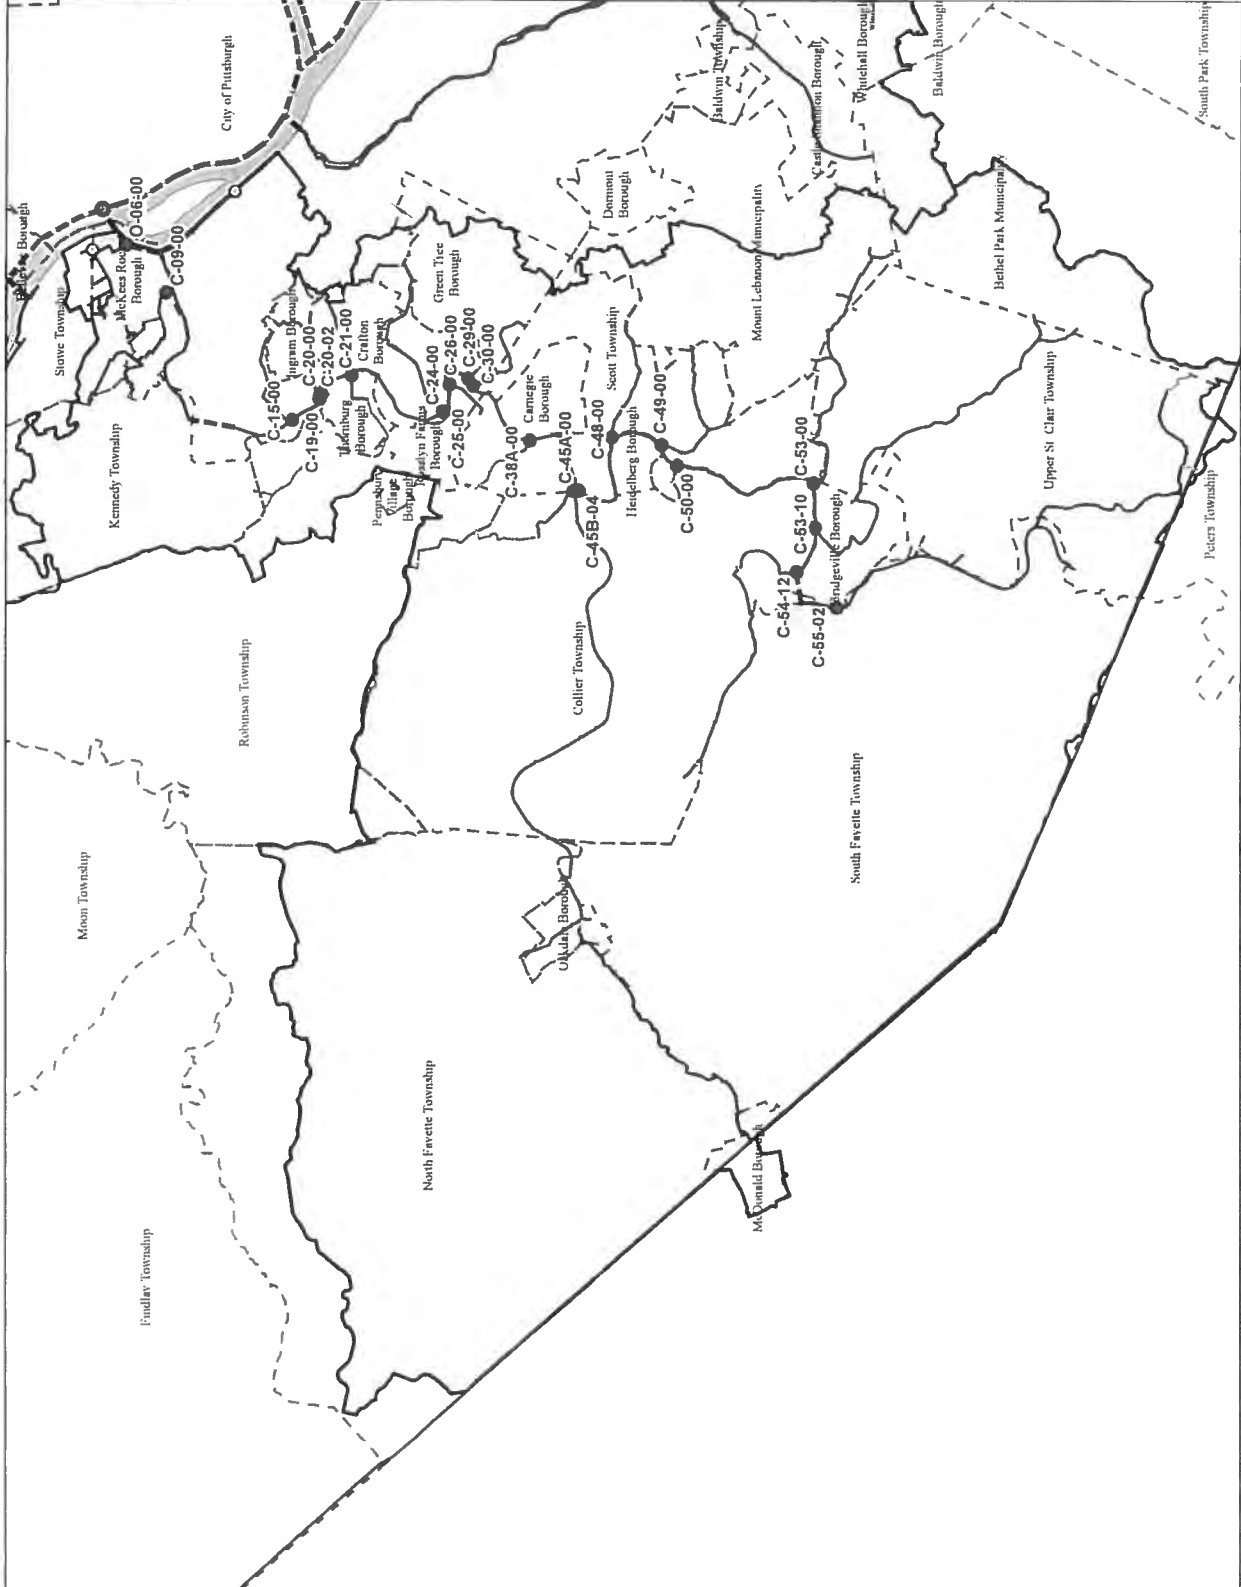 Bellevue Borough
Stowe Township
McKees Rocks
Borough
O-06-00
C-09-00
City of Pittsburgh
Kennedy Township
Moon Township
Findlay Township
Robinson Township
Ingram Borough
C-15-00
C-19-00
C-20-00
C-20-02
C-21-00
Thornburg
Borough
Crafton
Borough
Pennsbury
Village
Borough
Rosslyn Farms
Borough
Green Tree
Borough
C-24-00
C-25-00
C-26-00
C-29-00
C-30-00
North Fayette Township
C-38A-00
Carnegie
Borough
C-45A-00
C-45B-04
Collier Township
Oakdale Borough
C-48-00
Scott Township
Dormont
Borough
Heidelberg Borough
C-49-00
C-50-00
Baldwin Township
Mount Lebanon Municipality
McDonald Borough
C-53-00
C-53-10
C-54-12
C-55-02
Bridgeville Borough
Castle Shannon Borough
Whitehall Borough
South Fayette Township
Baldwin Borough
Bethel Park Municipality
Upper St Clair Township
Peters Township
South Park Township